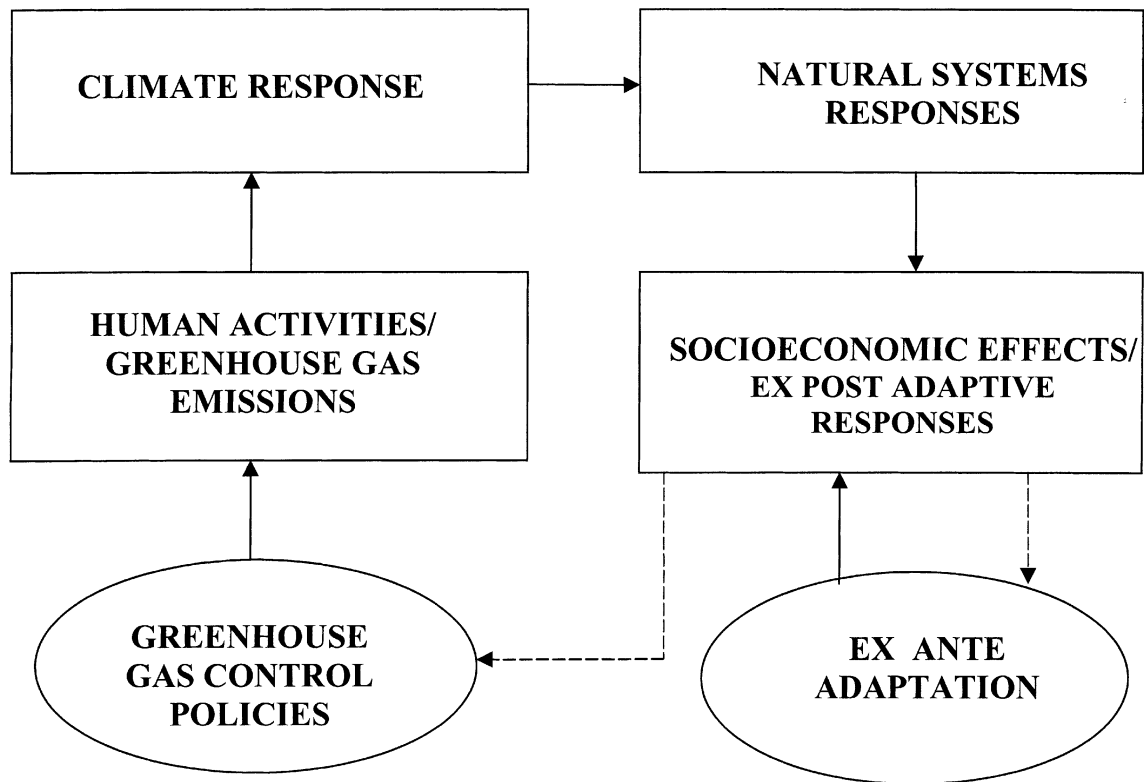 CLIMATE RESPONSE
NATURAL SYSTEMS
RESPONSES
HUMAN ACTIVITIES/
GREENHOUSE GAS
EMISSIONS
SOCIOECONOMIC EFFECTS/
EX POST ADAPTIVE
RESPONSES
GREENHOUSE
GAS CONTROL
POLICIES
EX ANTE
ADAPTATION